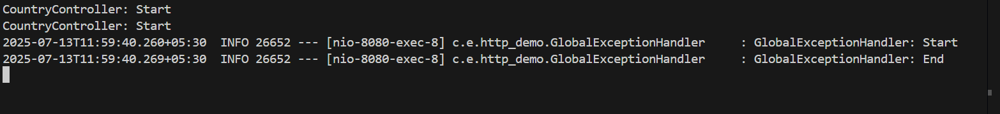 CountryController: Start
CountryController: Start
2025-07-13T11:59:40.260+05:30  INFO 26652 --- [nio-8080-exec-8] c.e.http_demo.GlobalExceptionHandler     : GlobalExceptionHandler: Start
2025-07-13T11:59:40.269+05:30  INFO 26652 --- [nio-8080-exec-8] c.e.http_demo.GlobalExceptionHandler     : GlobalExceptionHandler: End